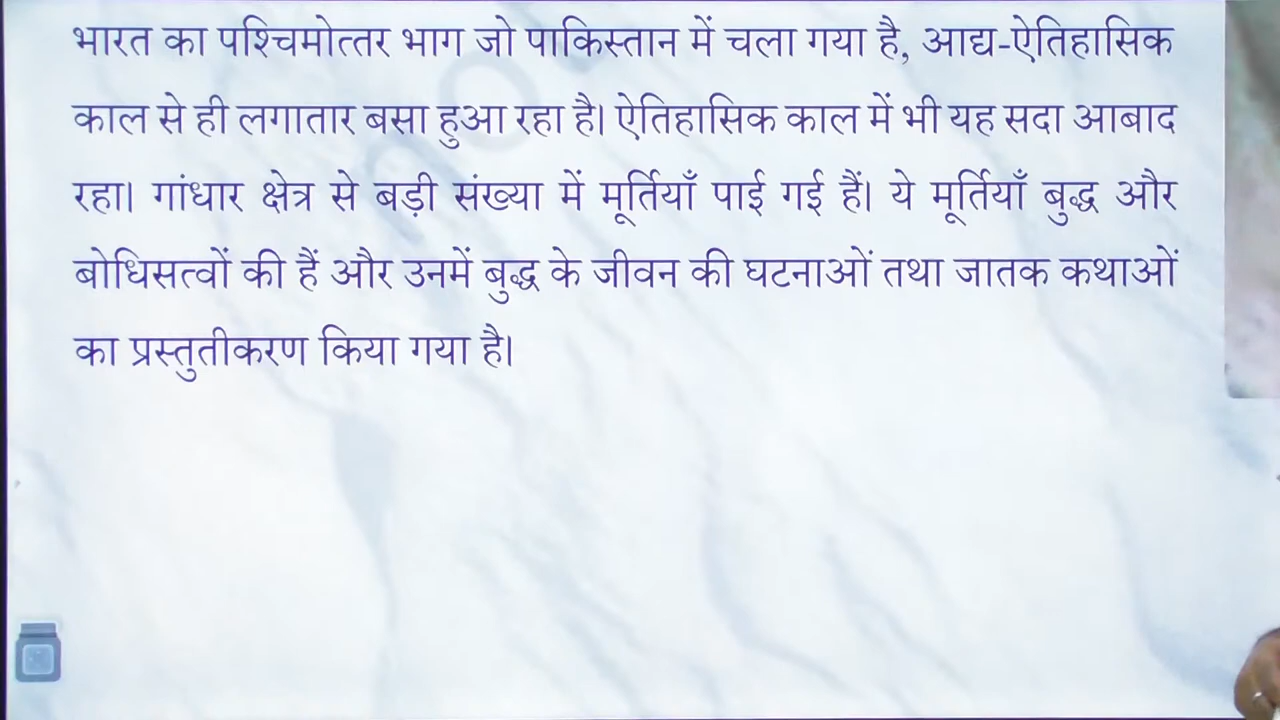 भारत का पश्चिमोत्तर भाग जो पाकिस्तान में चला गया है, आद्य-ऐतिहासिक
काल से ही लगातार बसा हुआ रहा है। ऐतिहासिक काल में भी यह सदा आबाद
रहा। गांधार क्षेत्र से बड़ी संख्या में मूर्तियाँ पाई गई हैं। ये मूर्तियाँ बुद्ध और
बोधिसत्वों की हैं और उनमें बुद्ध के जीवन की घटनाओं तथा जातक कथाओं
का प्रस्तुतीकरण किया गया है।